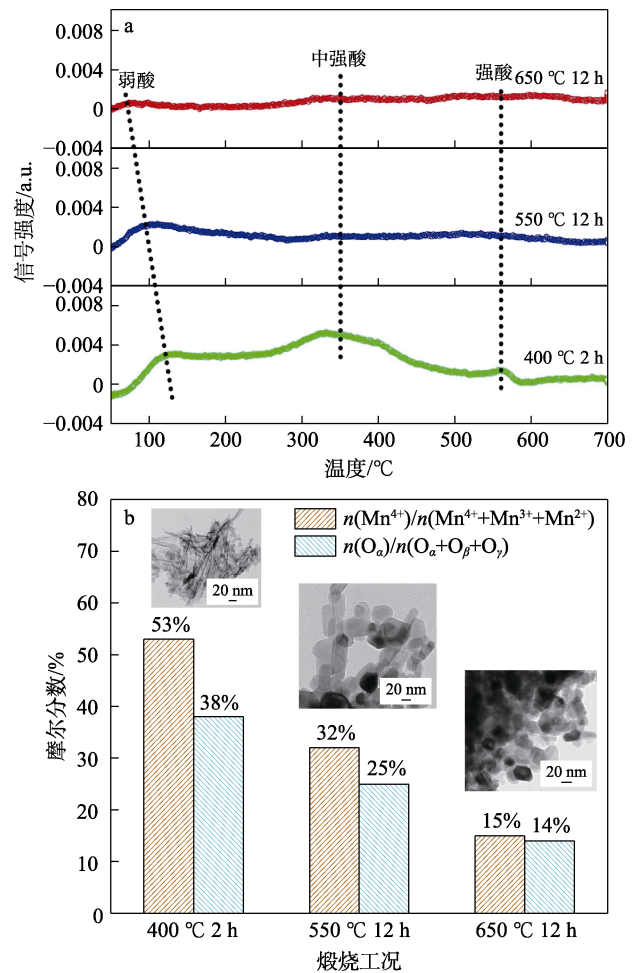 a
0.008
0.004
0
−0.004
弱酸
中强酸
强酸
650 ℃ 12 h
0.008
0.004
0
−0.004
550 ℃ 12 h
0.008
0.004
0
−0.004
400 ℃ 2 h
信号强度/a.u.
100 200 300 400 500 600 700
温度/℃
b
80
70
60
50
40
30
20
10
0
摩尔分数/%
n(Mn⁴⁺)/n(Mn⁴⁺+Mn³⁺+Mn²⁺)
n(Oα)/n(Oα+Oβ+Oγ)
20 nm
20 nm
20 nm
53%
38%
32%
25%
15%
14%
400 ℃ 2 h 550 ℃ 12 h 650 ℃ 12 h
煅烧工况